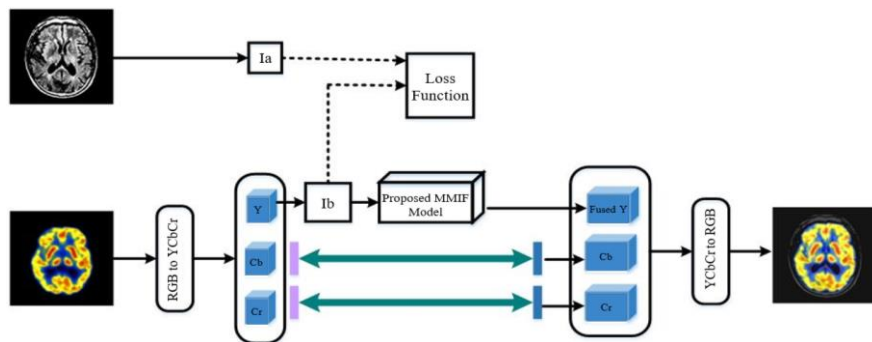 Ia
Loss
Function
RGB to YCbCr
Y
Cb
Cr
Ib
Proposed MMIF
Model
Fused Y
Cb
Cr
YCbCr to RGB